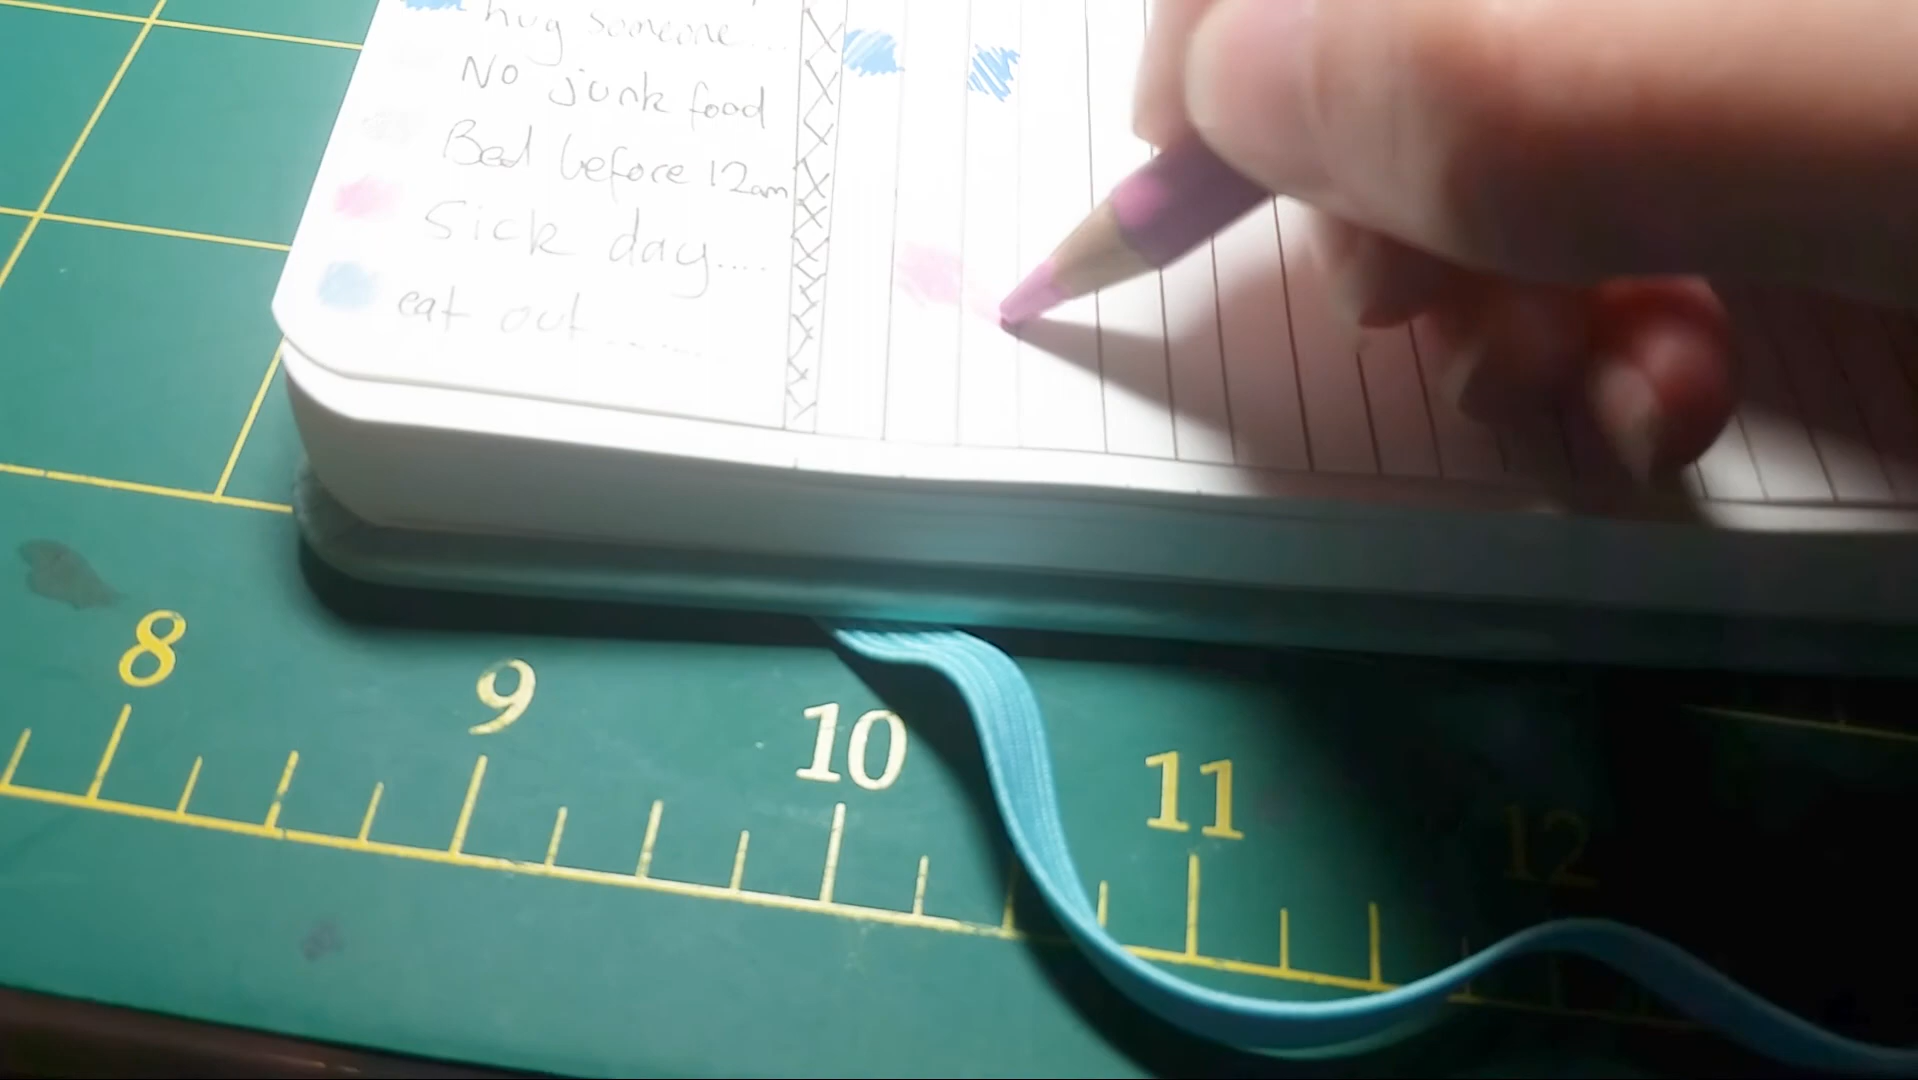 hug someone...
No junk food
Bed before 12am
Sick day....
eat out.......
8 9 10 11 12